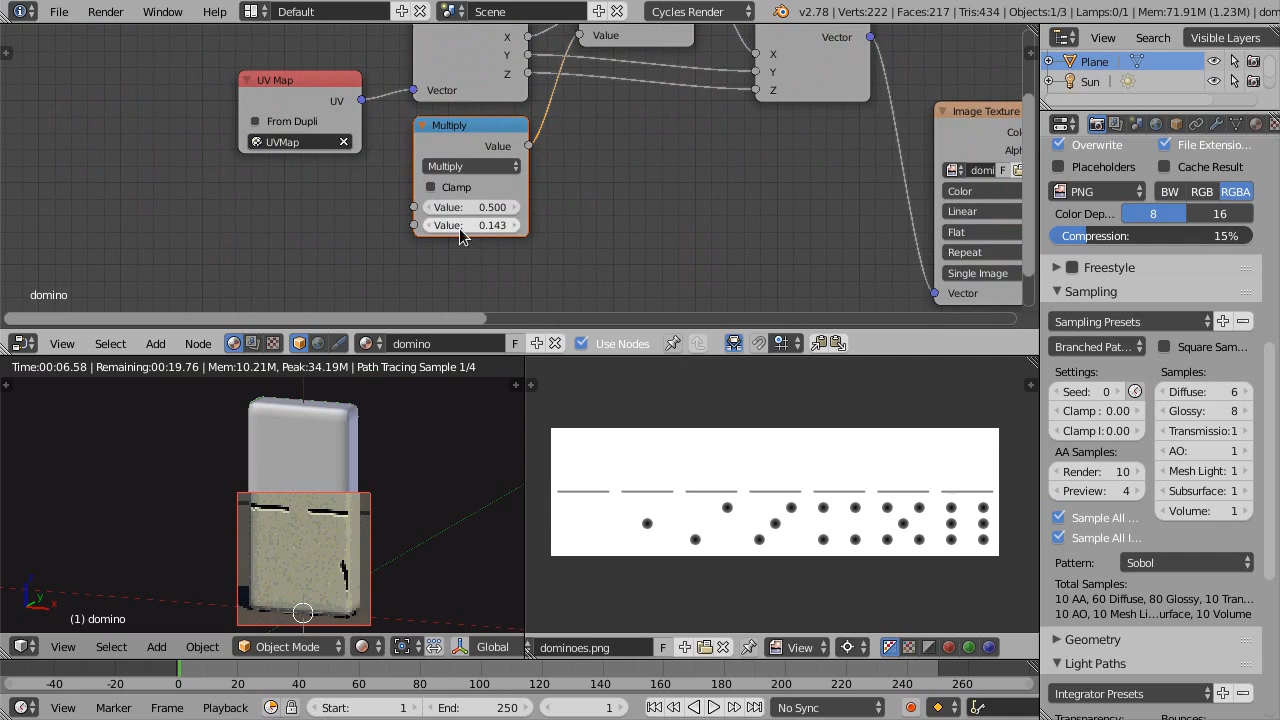 File Render Window Help Default Scene Cycles Render v2.78 | Verts:222 | Faces:217 | Tris:434 | Objects:1/3 | Lamps:0/1 | Mem:71.91M (1.23M) | dom
View Search Visible Layers
Plane
Sun
X
Y
Z
Vector
Value
Vector
X
Y
Z
UV Map
UV
From Dupli
UVMap
Multiply
Value
Multiply
Clamp
Value: 0.500
Value: 0.143
Image Texture
Alph
domi F
Color
Linear
Flat
Repeat
Single Image
Vector
domino
View Select Add Node domino F Use Nodes
Time:00:06.58 | Remaining:00:19.76 | Mem:10.21M, Peak:34.19M | Path Tracing Sample 1/4
z
y
x
(1) domino
View Select Add Object Object Mode Global
dominoes.png F View
-40 -20 0 20 40 60 80 100 120 140 160 180 200 220 240 260
View Marker Frame Playback Start: 1 End: 250 1 No Sync
Overwrite File Extensio...
Placeholders Cache Result
PNG BW RGB RGBA
Color Dep... 8 16
Compression: 15%
Freestyle
Sampling
Sampling Presets
Branched Pat... Square Sam...
Settings: Samples:
Seed: 0 Diffuse: 6
Clamp : 0.00 Glossy: 8
Clamp I: 0.00 Transmissio: 1
AA Samples: AO: 1
Render: 10 Mesh Light: 1
Preview: 4 Subsurface: 1
Sample All ... Volume: 1
Sample All I...
Pattern: Sobol
Total Samples:
10 AA, 60 Diffuse, 80 Glossy, 10 Tran...
10 AO, 10 Mesh Li...urface, 10 Volume
Geometry
Light Paths
Integrator Presets